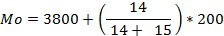 Mo = 3800 + (14 / (14 + 15)) * 200